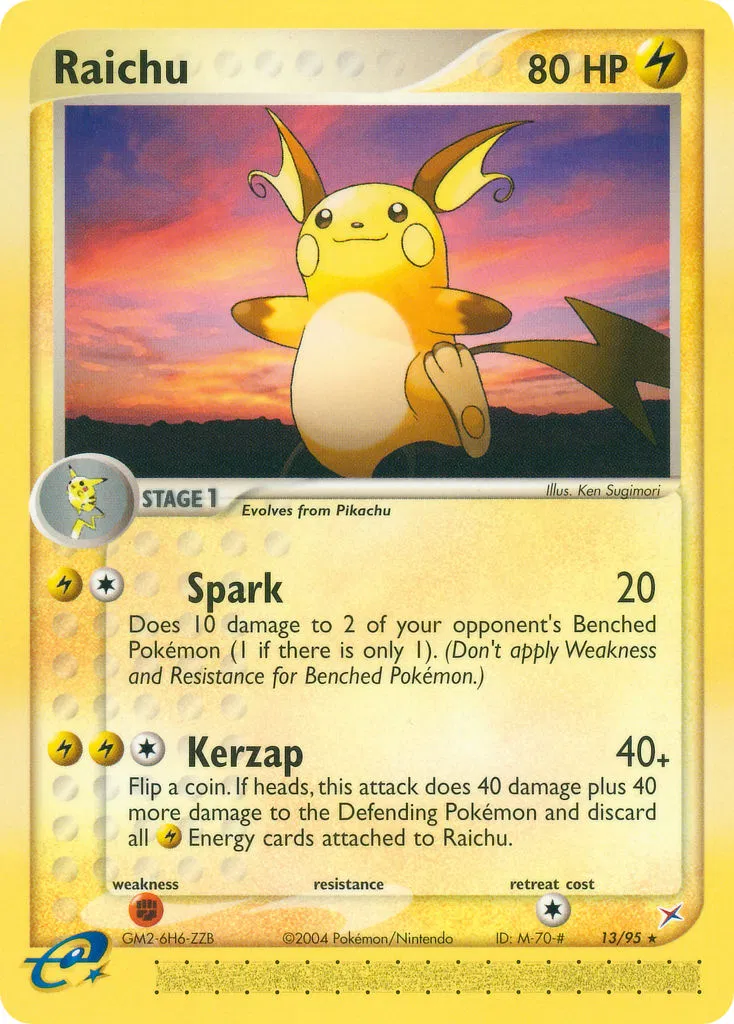 Raichu
80 HP
Illus. Ken Sugimori
STAGE 1
Evolves from Pikachu
Spark 20
Does 10 damage to 2 of your opponent's Benched
Pokémon (1 if there is only 1). (Don't apply Weakness
and Resistance for Benched Pokémon.)
Kerzap 40+
Flip a coin. If heads, this attack does 40 damage plus 40
more damage to the Defending Pokémon and discard
all Energy cards attached to Raichu.
weakness resistance retreat cost
GM2-6H6-ZZB ©2004 Pokémon/Nintendo ID: M-70-# 13/95 ★
e